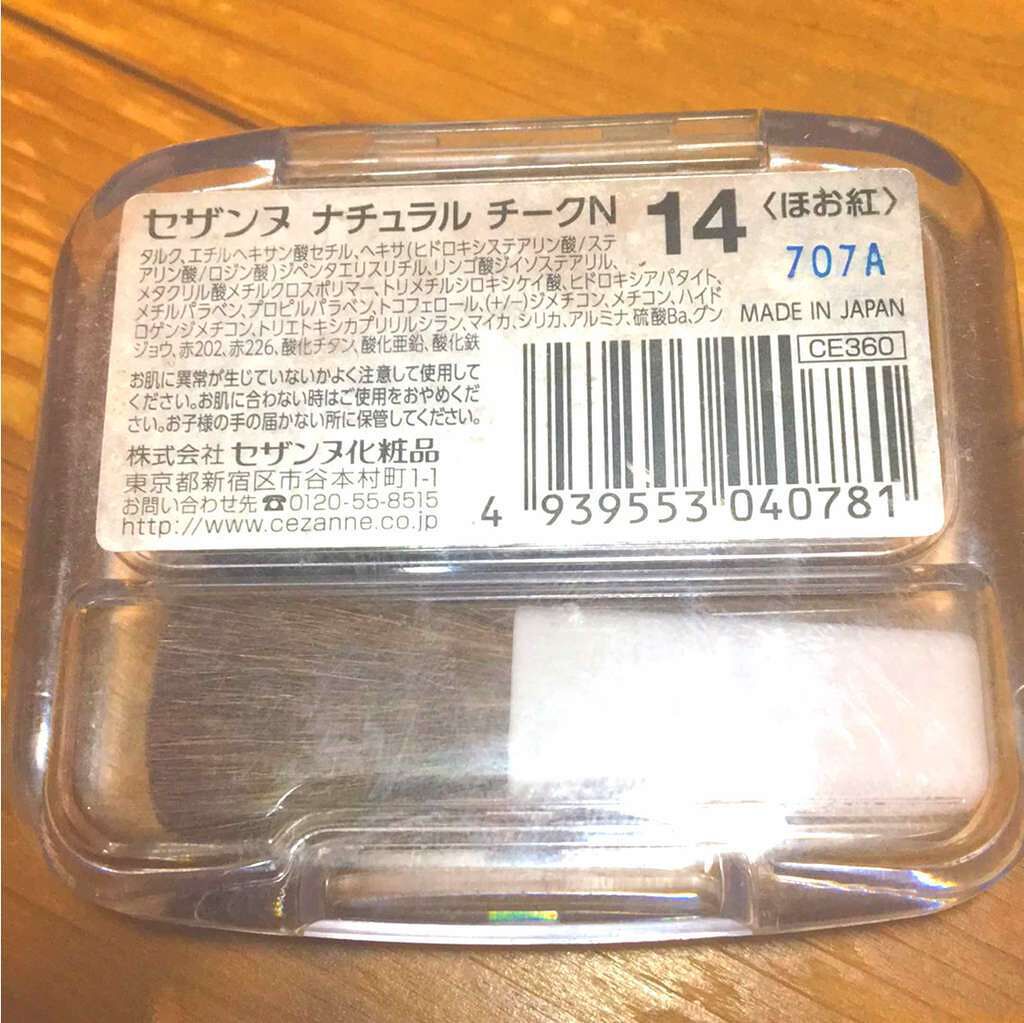 セザンヌ ナチュラル チークN 14 〈ほお紅〉
タルク、エチルヘキサン酸セチル、ヘキサ(ヒドロキシステアリン酸/ステ
アリン酸/ロジン酸)ジペンタエリスリチル、リンゴ酸ジイソステアリル、
メタクリル酸メチルクロスポリマー、トリメチルシロキシケイ酸、ヒドロキシアパタイト、
メチルパラベン、プロピルパラベン、トコフェロール、(+/−)ジメチコン、メチコン、ハイド
ロゲンジメチコン、トリエトキシカプリリルシラン、マイカ、シリカ、アルミナ、硫酸Ba、グン
ジョウ、赤202、赤226、酸化チタン、酸化亜鉛、酸化鉄
707A
MADE IN JAPAN
CE360
お肌に異常が生じていないかよく注意して使用して
ください。お肌に合わない時はご使用をおやめくだ
さい。お子様の手の届かない所に保管してください。
株式会社 セザンヌ化粧品
東京都新宿区市谷本村町1-1
お問い合わせ先☎0120-55-8515
http://www.cezanne.co.jp
4 939553 040781